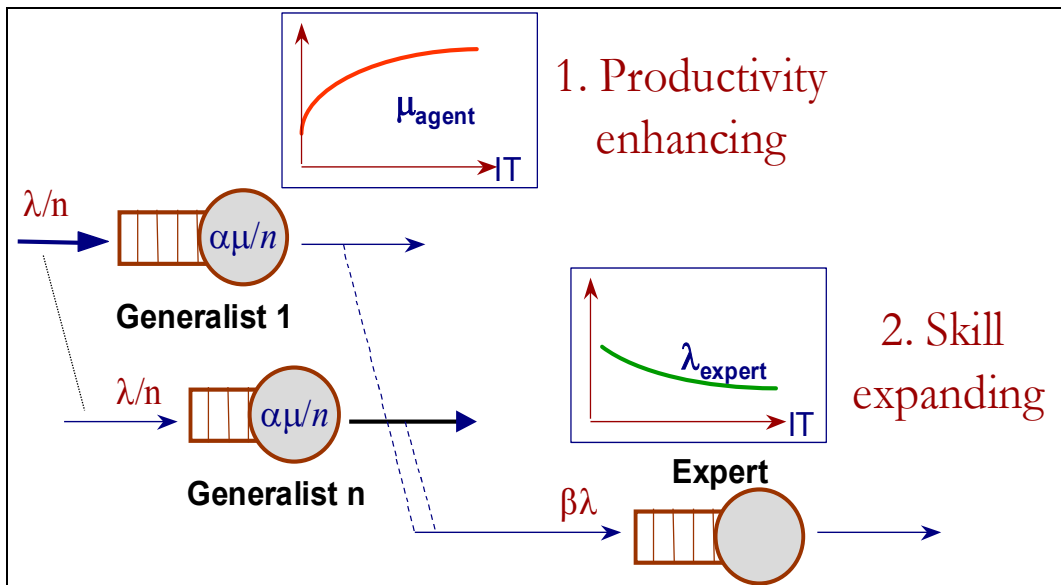 1. Productivity
enhancing
μagent
IT
λ/n
αμ/n
Generalist 1
2. Skill
expanding
λexpert
IT
λ/n
αμ/n
Generalist n
Expert
βλ